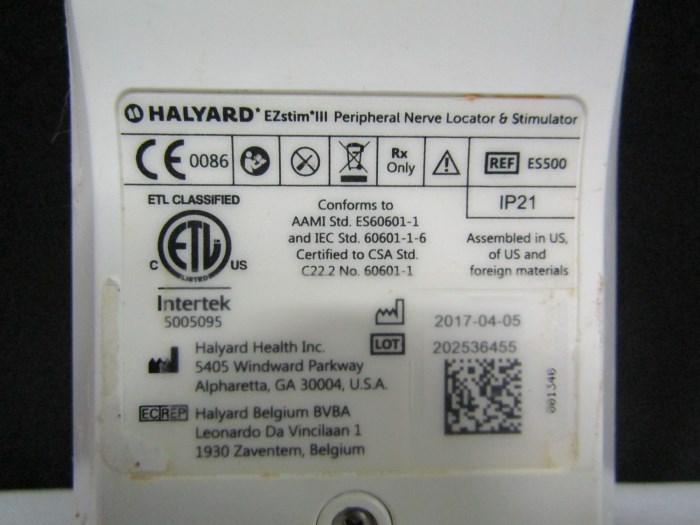 HALYARD* EZstim*III Peripheral Nerve Locator & Stimulator
CE 0086
Rx
Only
REF ES500
ETL CLASSIFIED
ETL
LISTED
C US
Intertek
5005095
Conforms to
AAMI Std. ES60601-1
and IEC Std. 60601-1-6
Certified to CSA Std.
C22.2 No. 60601-1
IP21
Assembled in US,
of US and
foreign materials
2017-04-05
LOT 202536455
Halyard Health Inc.
5405 Windward Parkway
Alpharetta, GA 30004, U.S.A.
EC REP Halyard Belgium BVBA
Leonardo Da Vincilaan 1
1930 Zaventem, Belgium
001346